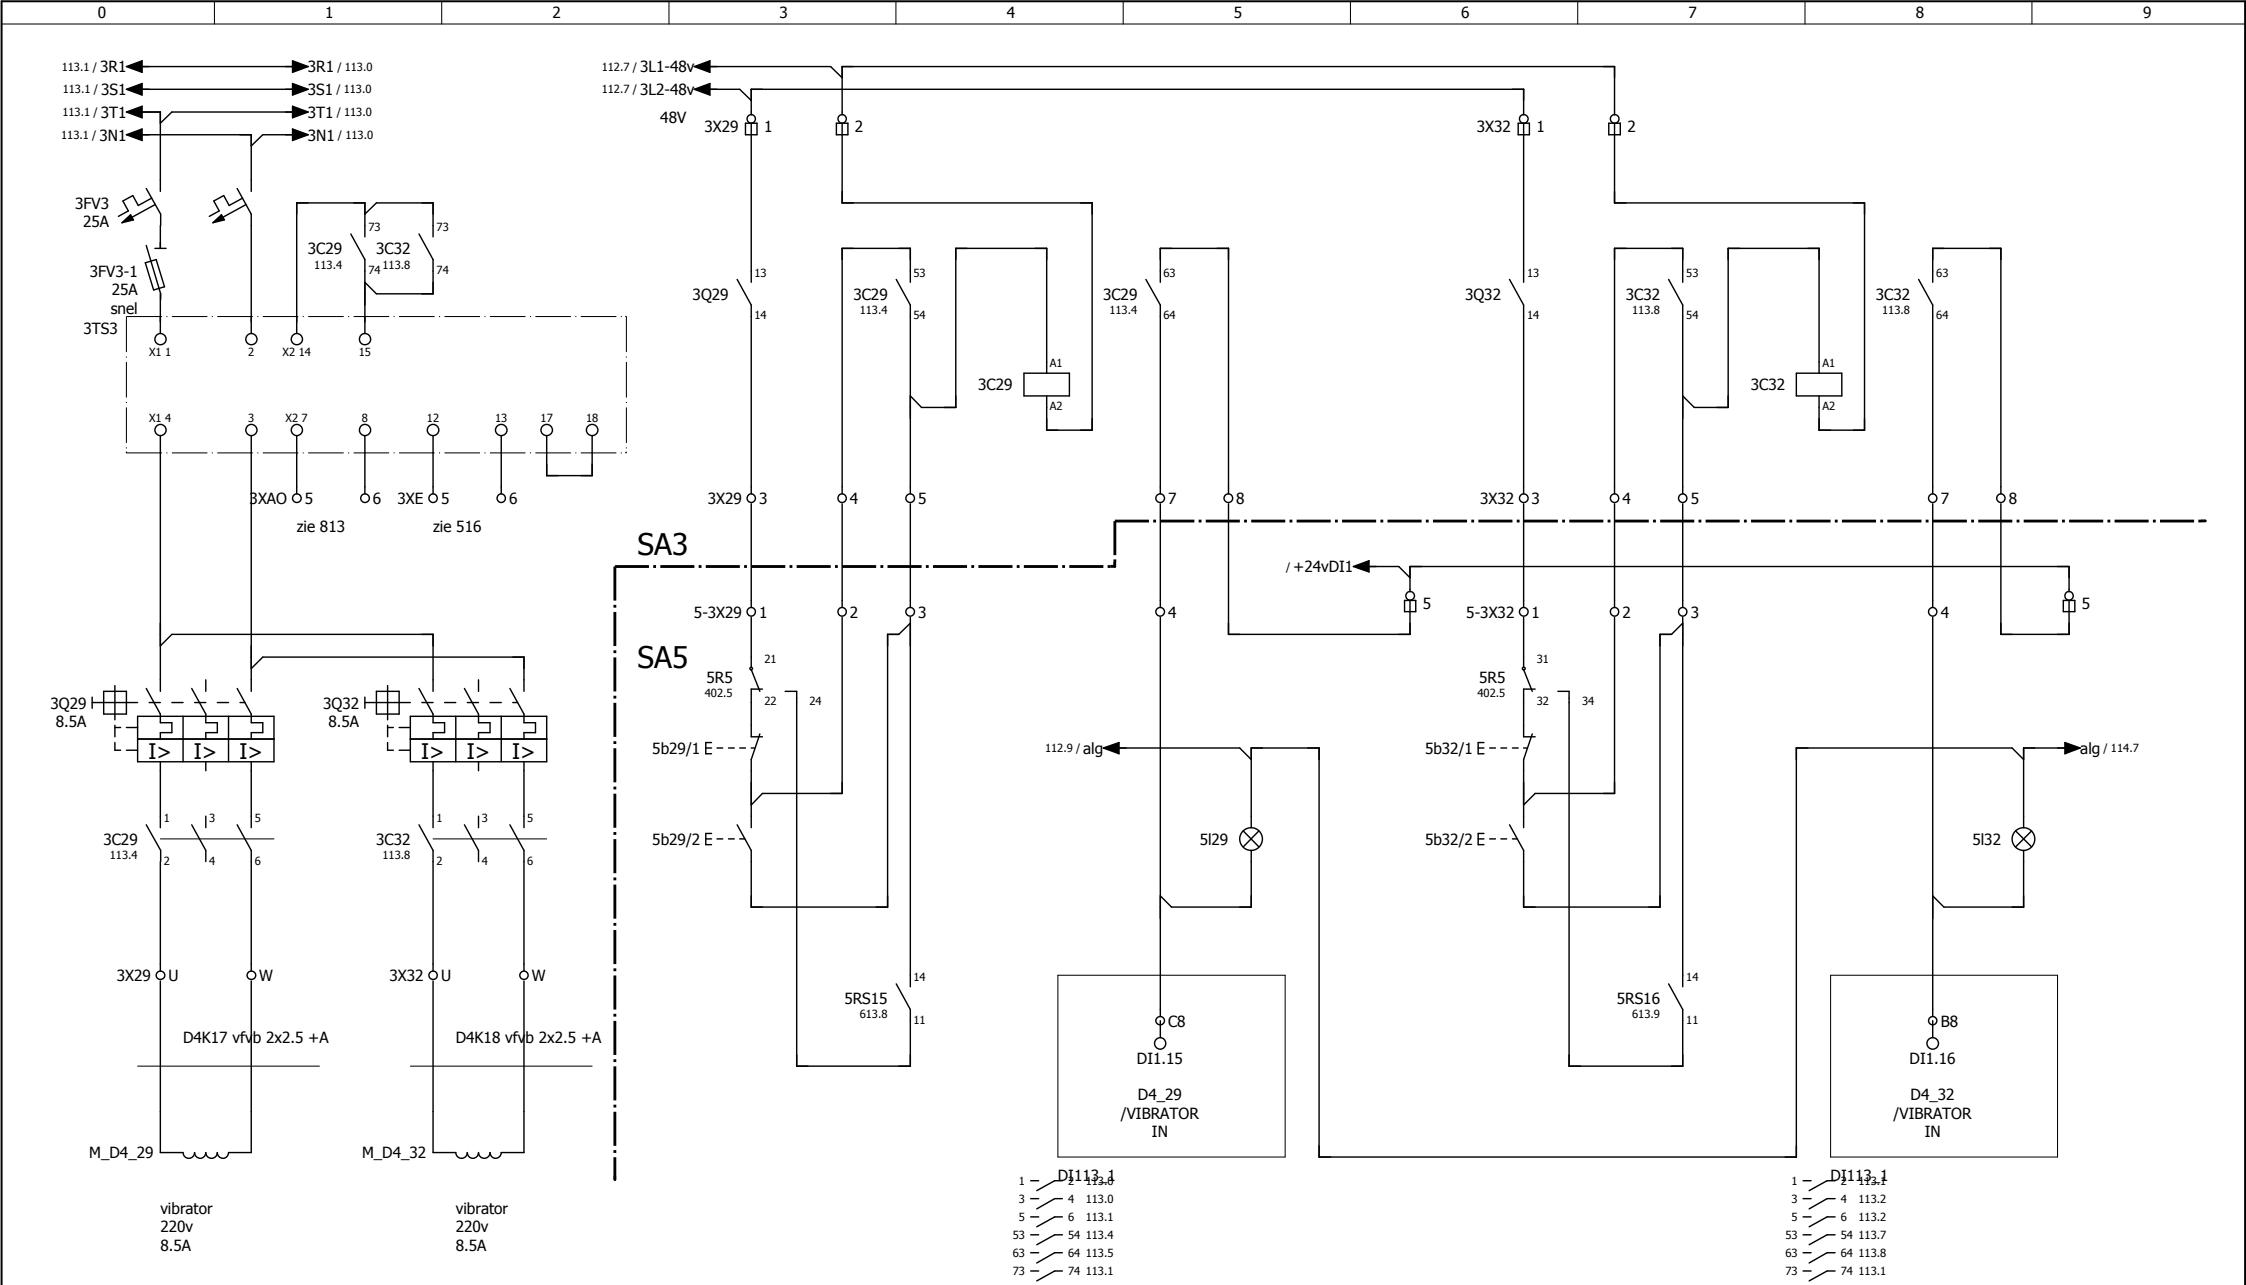 0 1 2 3 4 5 6 7 8 9
113.1 / 3R1 3R1 / 113.0
113.1 / 3S1 3S1 / 113.0
113.1 / 3T1 3T1 / 113.0
113.1 / 3N1 3N1 / 113.0
112.7 / 3L1-48v
112.7 / 3L2-48v
48V
3X29 1 2 3X32 1 2
3FV3
25A
3FV3-1
25A
snel
3TS3
3C29
113.4
73
74
3C32
113.8
73
74
X1 1 2 X2 14 15
X1 4 3 X2 7 8 12 13 17 18
3XAO 5 6 3XE 5 6
zie 813 zie 516
3Q29
13
14
3C29
113.4
53
54
3C29
A1
A2
3C29
113.4
63
64
3Q32
13
14
3C32
113.8
53
54
3C32
A1
A2
3C32
113.8
63
64
3X29 3 4 5 7 8 3X32 3 4 5 7 8
SA3
/ +24vDI1
5 5
5-3X29 1 2 3 4 5-3X32 1 2 3 4
SA5
5R5
402.5
21
22 24
5R5
402.5
31
32 34
3Q29
8.5A
I> I> I>
3Q32
8.5A
I> I> I>
5b29/1 E
5b29/2 E
112.9 / alg
5b32/1 E
5b32/2 E
alg / 114.7
5l29
5l32
3C29
113.4
1 3 5
2 4 6
3C32
113.8
1 3 5
2 4 6
3X29 U W 3X32 U W
5RS15
613.8
14
11
5RS16
613.9
14
11
C8
DI1.15
D4_29
/VIBRATOR
IN
B8
DI1.16
D4_32
/VIBRATOR
IN
D4K17 vfvb 2x2.5 +A D4K18 vfvb 2x2.5 +A
M_D4_29 M_D4_32
vibrator
220v
8.5A
vibrator
220v
8.5A
DI113_1
1 2 113.0
3 4 113.0
5 6 113.1
53 54 113.4
63 64 113.5
73 74 113.1
DI113_1
1 2 113.1
3 4 113.2
5 6 113.2
53 54 113.7
63 64 113.8
73 74 113.1